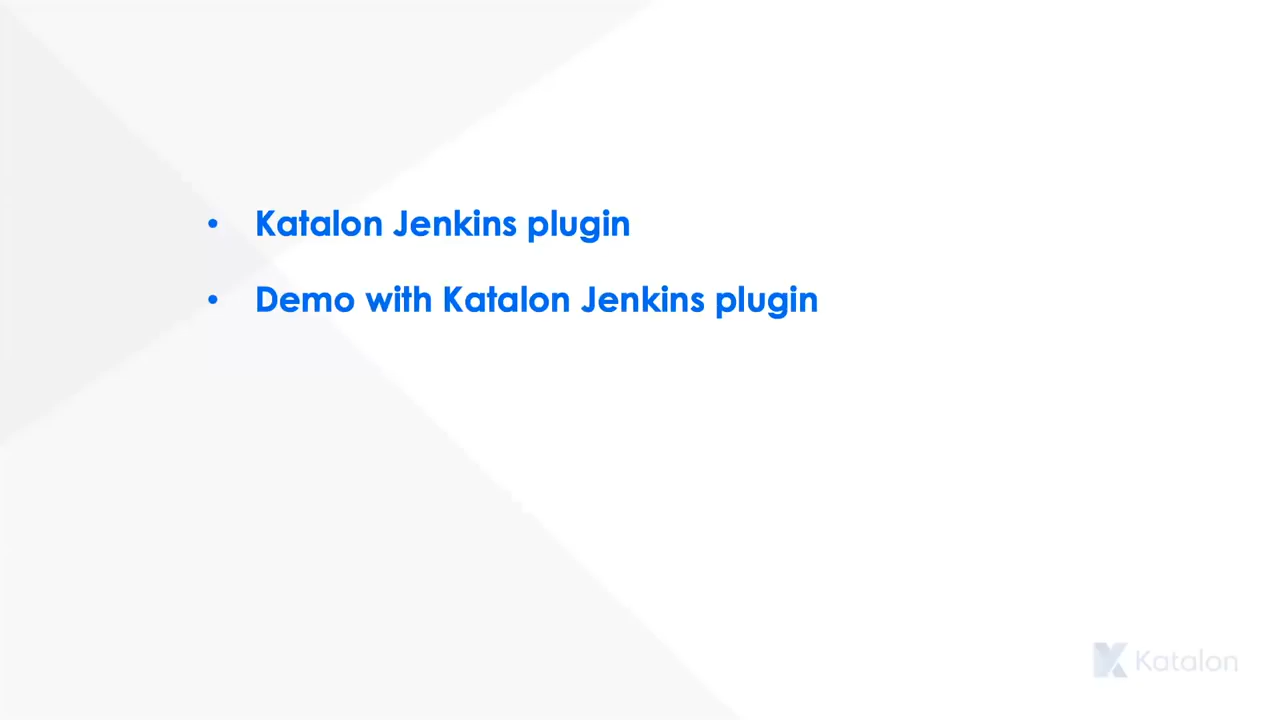 • Katalon Jenkins plugin
• Demo with Katalon Jenkins plugin
Katalon